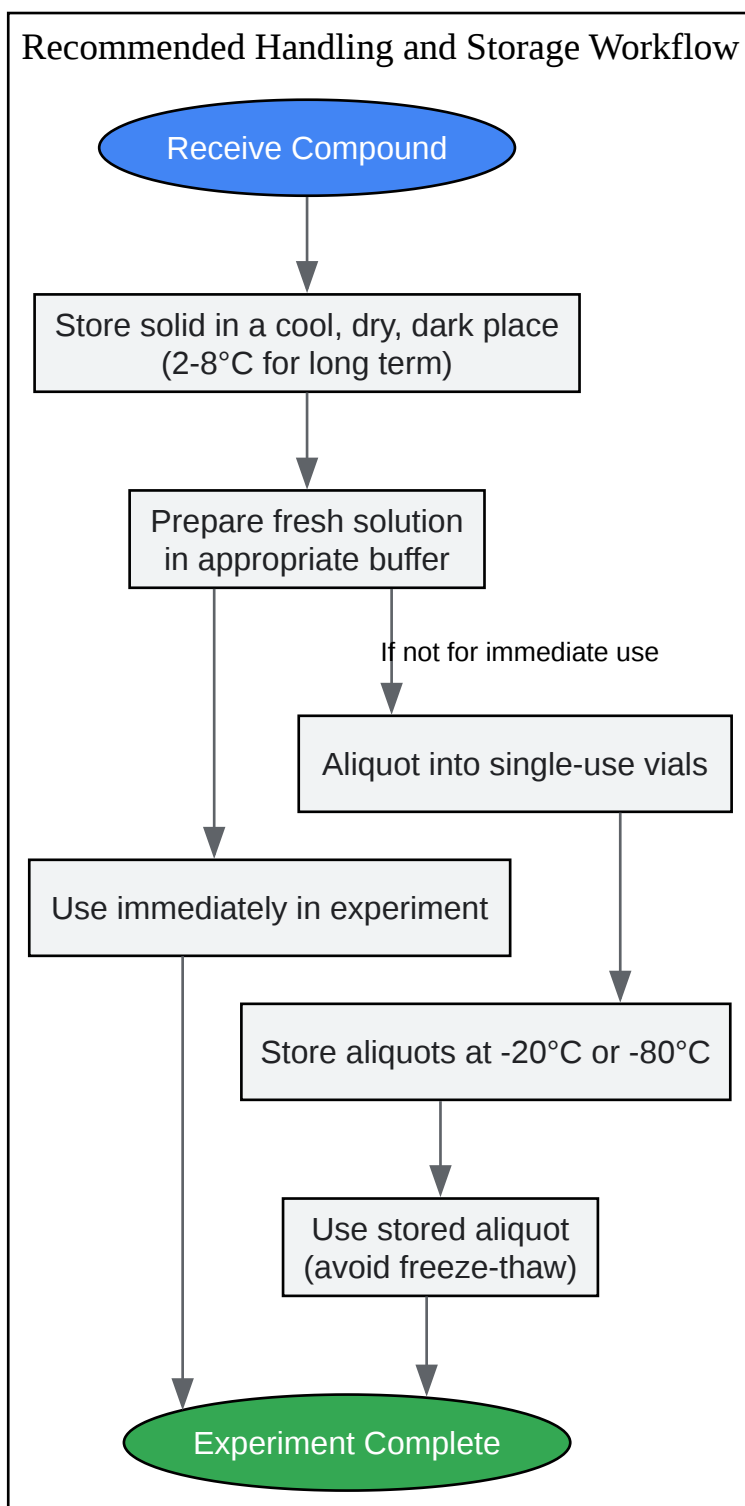 Recommended Handling and Storage Workflow
Receive Compound
Store solid in a cool, dry, dark place
(2-8°C for long term)
Prepare fresh solution
in appropriate buffer
If not for immediate use
Aliquot into single-use vials
Use immediately in experiment
Store aliquots at -20°C or -80°C
Use stored aliquot
(avoid freeze-thaw)
Experiment Complete